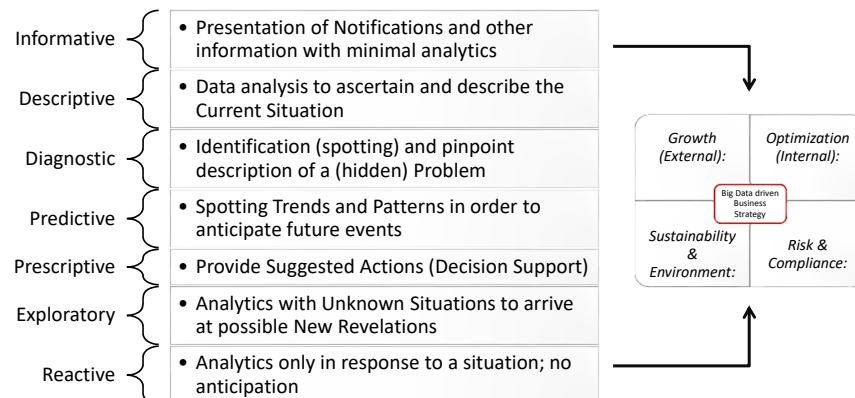 Informative
• Presentation of Notifications and other
information with minimal analytics
Descriptive
• Data analysis to ascertain and describe the
Current Situation
Diagnostic
• Identification (spotting) and pinpoint
description of a (hidden) Problem
Predictive
• Spotting Trends and Patterns in order to
anticipate future events
Prescriptive
• Provide Suggested Actions (Decision Support)
Exploratory
• Analytics with Unknown Situations to arrive
at possible New Revelations
Reactive
• Analytics only in response to a situation; no
anticipation
Growth
(External):
Optimization
(Internal):
Big Data driven
Business
Strategy
Sustainability
&
Environment:
Risk &
Compliance: